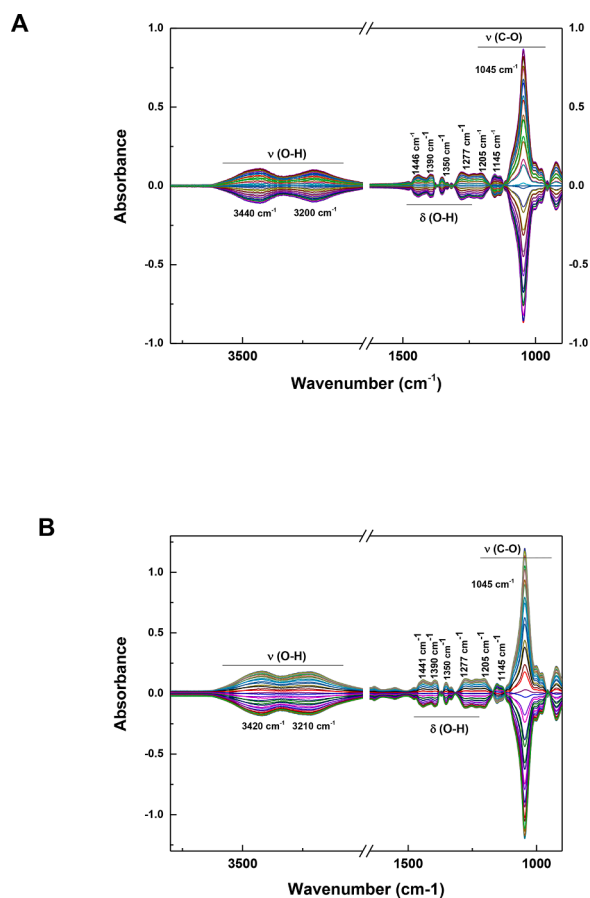 A
1.0
0.5
0.0
-0.5
-1.0
Absorbance
ν (O-H)
3440 cm⁻¹ 3200 cm⁻¹
1446 cm⁻¹
1390 cm⁻¹
1350 cm⁻¹
1277 cm⁻¹
1205 cm⁻¹
1145 cm⁻¹
δ (O-H)
ν (C-O)
1045 cm⁻¹
1.0
0.5
0.0
-0.5
-1.0
3500 1500 1000
Wavenumber (cm⁻¹)
B
1.0
0.5
0.0
-0.5
-1.0
Absorbance
ν (O-H)
3420 cm⁻¹ 3210 cm⁻¹
1441 cm⁻¹
1390 cm⁻¹
1350 cm⁻¹
1277 cm⁻¹
1205 cm⁻¹
1145 cm⁻¹
δ (O-H)
ν (C-O)
1045 cm⁻¹
3500 1500 1000
Wavenumber (cm-1)